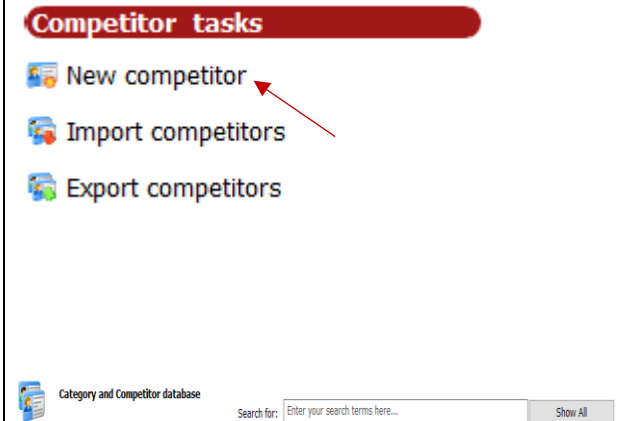 Competitor tasks
New competitor
Import competitors
Export competitors
Category and Competitor database
Search for: Enter your search terms here... Show All